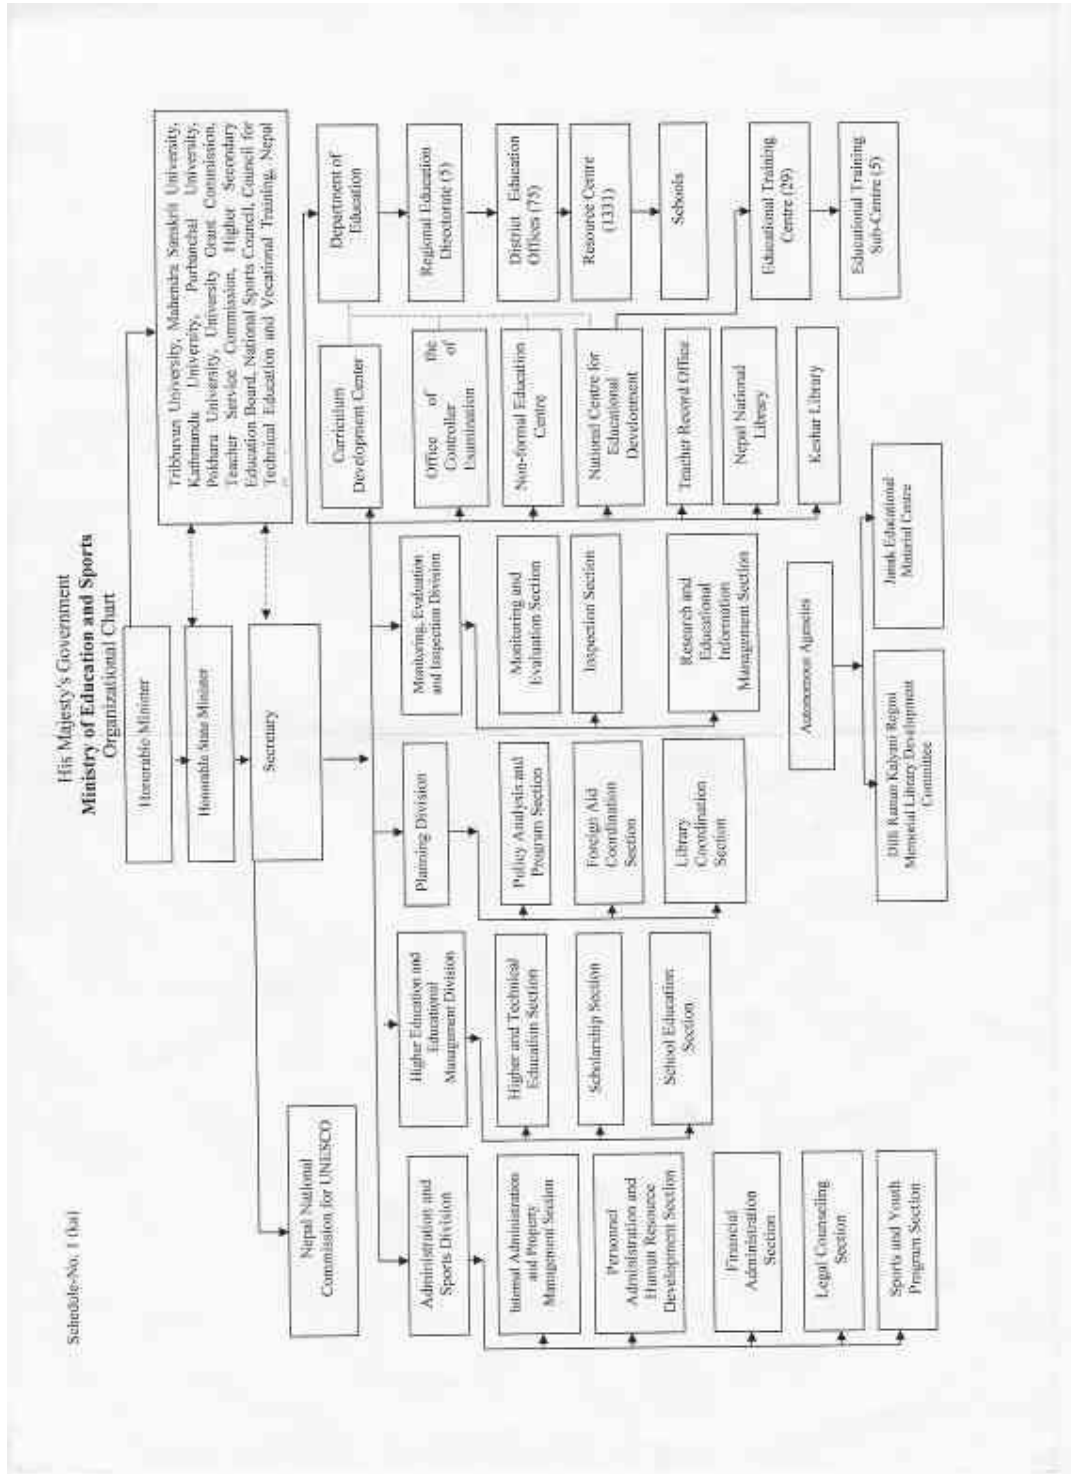 Schedule-No. 1 (ka)
His Majesty's Government
Ministry of Education and Sports
Organizational Chart
Honorable Minister
Honorable State Minister
Secretary
Tribhuvan University, Mahendra Sanskrit University,
Kathmandu University, Purbanchal University,
Pokhara University, University Grant Commission,
Teacher Service Commission, Higher Secondary
Education Board, National Sports Council, Council for
Technical Education and Vocational Training, Nepal
Nepal National
Commission for UNESCO
Administration and
Sports Division
Internal Administration
and Property
Management Section
Personnel
Administration and
Human Resource
Development Section
Financial
Administration
Section
Legal Counseling
Section
Sports and Youth
Program Section
Higher Education and
Educational
Management Division
Higher and Technical
Education Section
Scholarship Section
School Education
Section
Planning Division
Policy Analysis and
Program Section
Foreign Aid
Coordination
Section
Library
Coordination
Section
Monitoring, Evaluation
and Inspection Division
Monitoring and
Evaluation Section
Inspection Section
Research and
Educational
Information
Management Section
Autonomous Agencies
Dilli Raman Kalyani Regmi
Memorial Library Development
Committee
Janak Educational
Material Centre
Curriculum
Development Center
Office of the
Controller of
Examination
Non-formal Education
Centre
National Centre for
Educational
Development
Teacher Record Office
Nepal National
Library
Keshar Library
Department of
Education
Regional Education
Directorate (5)
District Education
Offices (75)
Resource Centre
(1331)
Schools
Educational Training
Centre (29)
Educational Training
Sub-Centre (5)